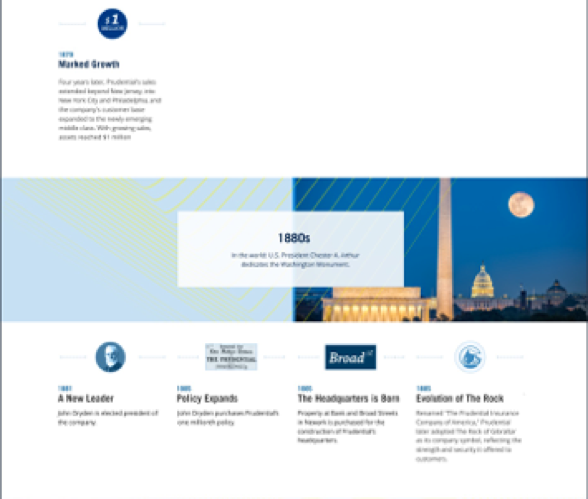 $1
MILLION
1879
Marked Growth
Four years later, Prudential's sales
extended beyond New Jersey, into
New York City and Philadelphia, and
the company's customer base
expanded to the newly emerging
middle class. With growing sales,
assets reached $1 million
1880s
In the world: U.S. President Chester A. Arthur
dedicates the Washington Monument.
1881
A New Leader
John Dryden is elected president of
the company.
THE PRUDENTIAL
1885
Policy Expands
John Dryden purchases Prudential's
one millionth policy.
Broad st
1885
The Headquarters is Born
Property at Bank and Broad Streets
in Newark is purchased for the
construction of Prudential's
headquarters.
1885
Evolution of The Rock
Renamed "The Prudential Insurance
Company of America," Prudential
later adopted The Rock of Gibraltar
as its company symbol, reflecting the
strength and security it offered to
customers.